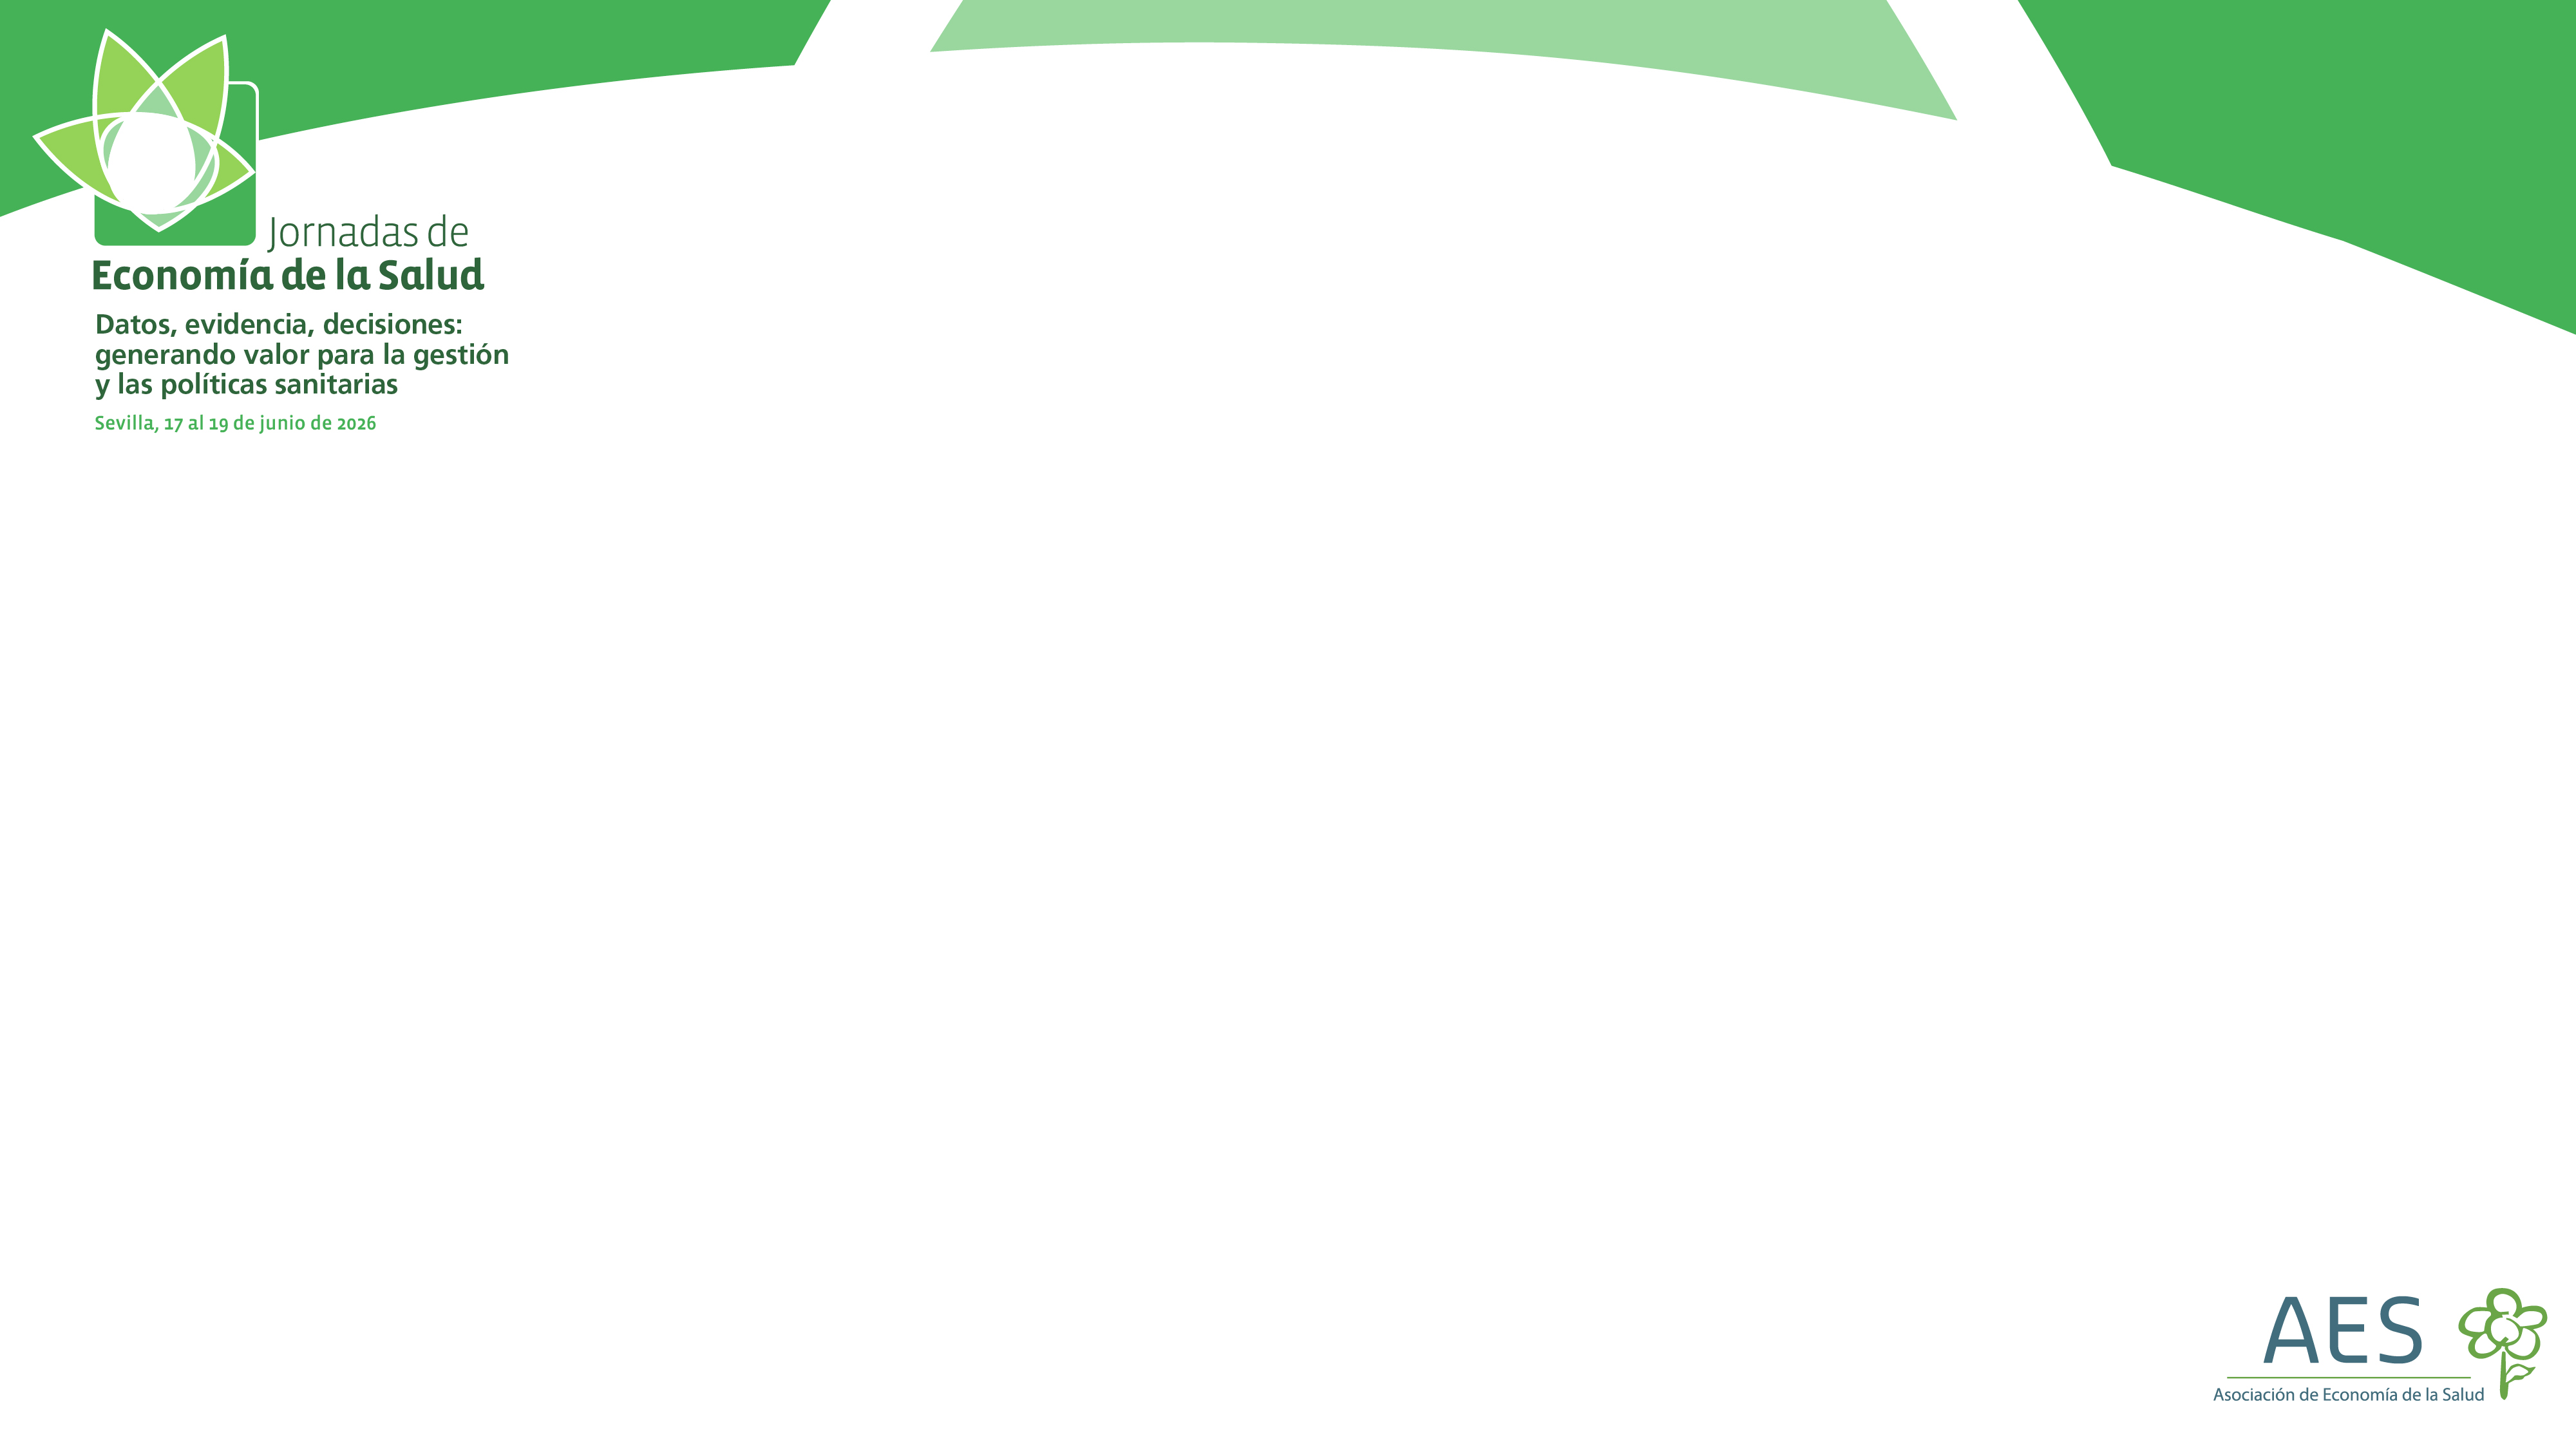 Jornadas de
Economía de la Salud
Datos, evidencia, decisiones:
generando valor para la gestión
y las políticas sanitarias
Sevilla, 17 al 19 de junio de 2026
AES
Asociación de Economía de la Salud